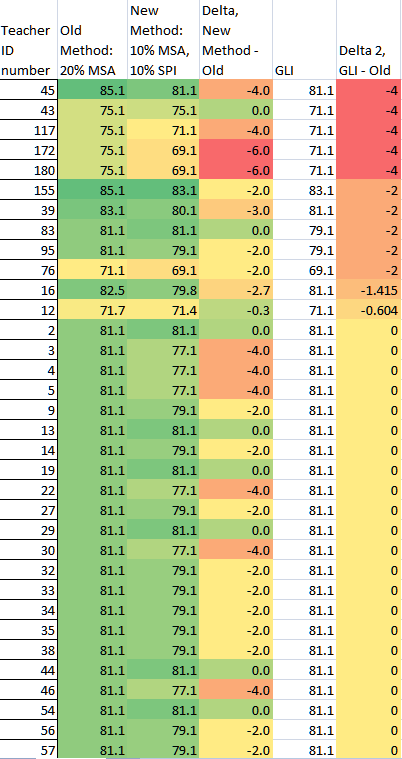 Teacher ID number	Old Method: 20% MSA	New Method: 10% MSA, 10% SPI	Delta, New Method - Old	GLI	Delta 2, GLI - Old
45	85.1	81.1	-4.0	81.1	-4
43	75.1	75.1	0.0	71.1	-4
117	75.1	71.1	-4.0	71.1	-4
172	75.1	69.1	-6.0	71.1	-4
180	75.1	69.1	-6.0	71.1	-4
155	85.1	83.1	-2.0	83.1	-2
39	83.1	80.1	-3.0	81.1	-2
83	81.1	81.1	0.0	79.1	-2
95	81.1	79.1	-2.0	79.1	-2
76	71.1	69.1	-2.0	69.1	-2
16	82.5	79.8	-2.7	81.1	-1.415
12	71.7	71.4	-0.3	71.1	-0.604
2	81.1	81.1	0.0	81.1	0
3	81.1	77.1	-4.0	81.1	0
4	81.1	77.1	-4.0	81.1	0
5	81.1	77.1	-4.0	81.1	0
9	81.1	79.1	-2.0	81.1	0
13	81.1	81.1	0.0	81.1	0
14	81.1	79.1	-2.0	81.1	0
19	81.1	81.1	0.0	81.1	0
22	81.1	77.1	-4.0	81.1	0
27	81.1	79.1	-2.0	81.1	0
29	81.1	81.1	0.0	81.1	0
30	81.1	77.1	-4.0	81.1	0
32	81.1	79.1	-2.0	81.1	0
33	81.1	79.1	-2.0	81.1	0
34	81.1	79.1	-2.0	81.1	0
35	81.1	79.1	-2.0	81.1	0
38	81.1	79.1	-2.0	81.1	0
44	81.1	81.1	0.0	81.1	0
46	81.1	77.1	-4.0	81.1	0
54	81.1	81.1	0.0	81.1	0
56	81.1	79.1	-2.0	81.1	0
57	81.1	79.1	-2.0	81.1	0